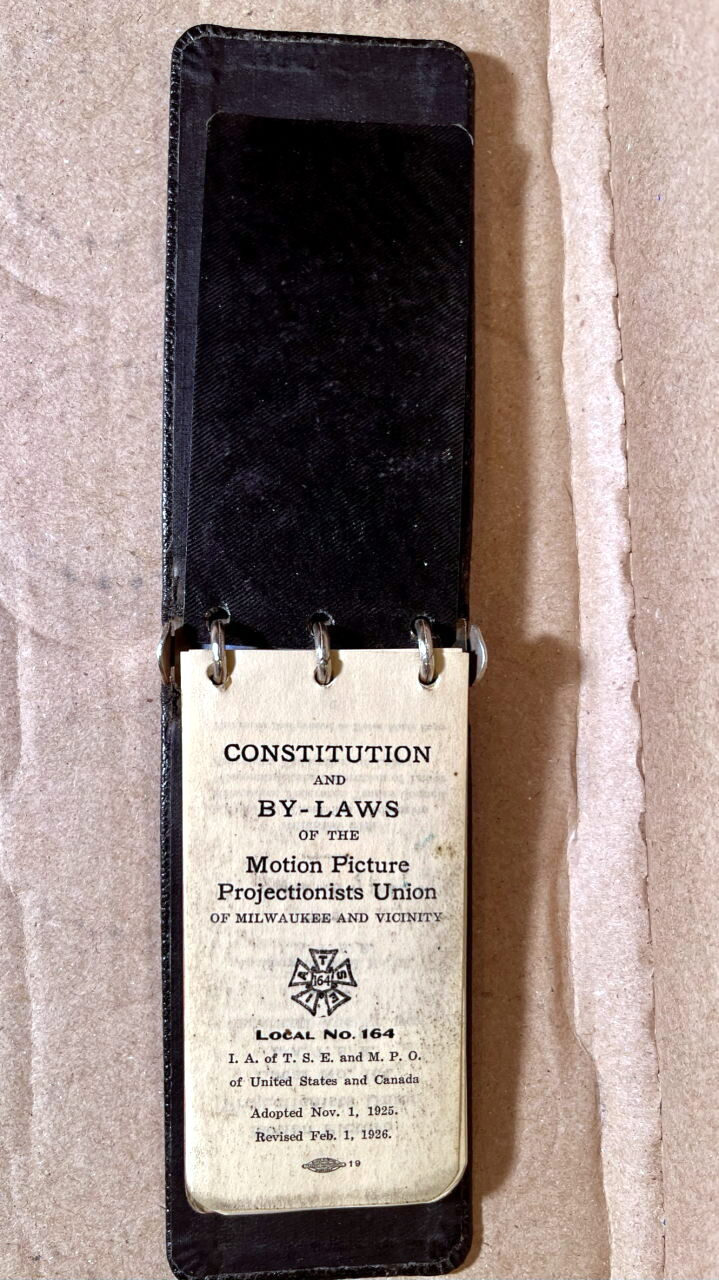 CONSTITUTION
AND
BY-LAWS
OF THE
Motion Picture
Projectionists Union
OF MILWAUKEE AND VICINITY
I A T S E
164
LOCAL No. 164
I. A. of T. S. E. and M. P. O.
of United States and Canada
Adopted Nov. 1, 1925.
Revised Feb. 1, 1926.
19